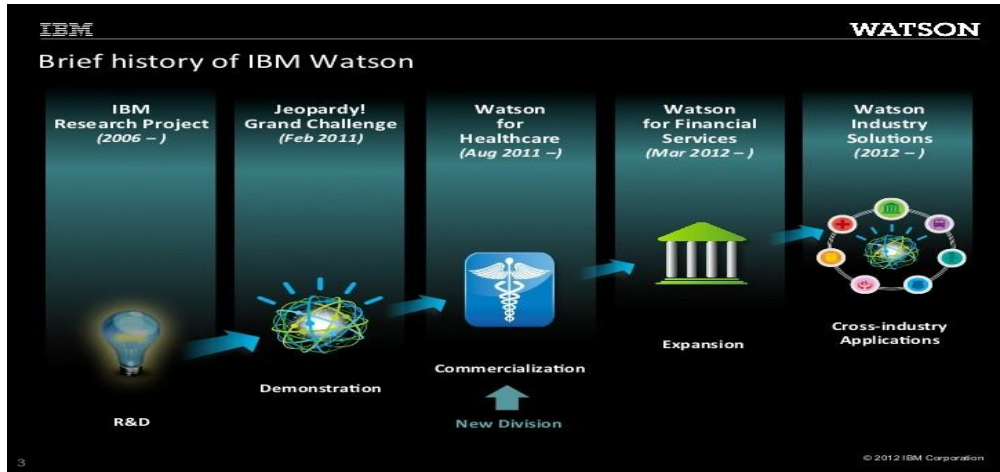 IBM
WATSON
Brief history of IBM Watson
IBM
Research Project
(2006 – )
Jeopardy!
Grand Challenge
(Feb 2011)
Watson
for
Healthcare
(Aug 2011 –)
Watson
for Financial
Services
(Mar 2012 – )
Watson
Industry
Solutions
(2012 – )
R&D
Demonstration
Commercialization
New Division
Expansion
Cross-industry
Applications
3
© 2012 IBM Corporation